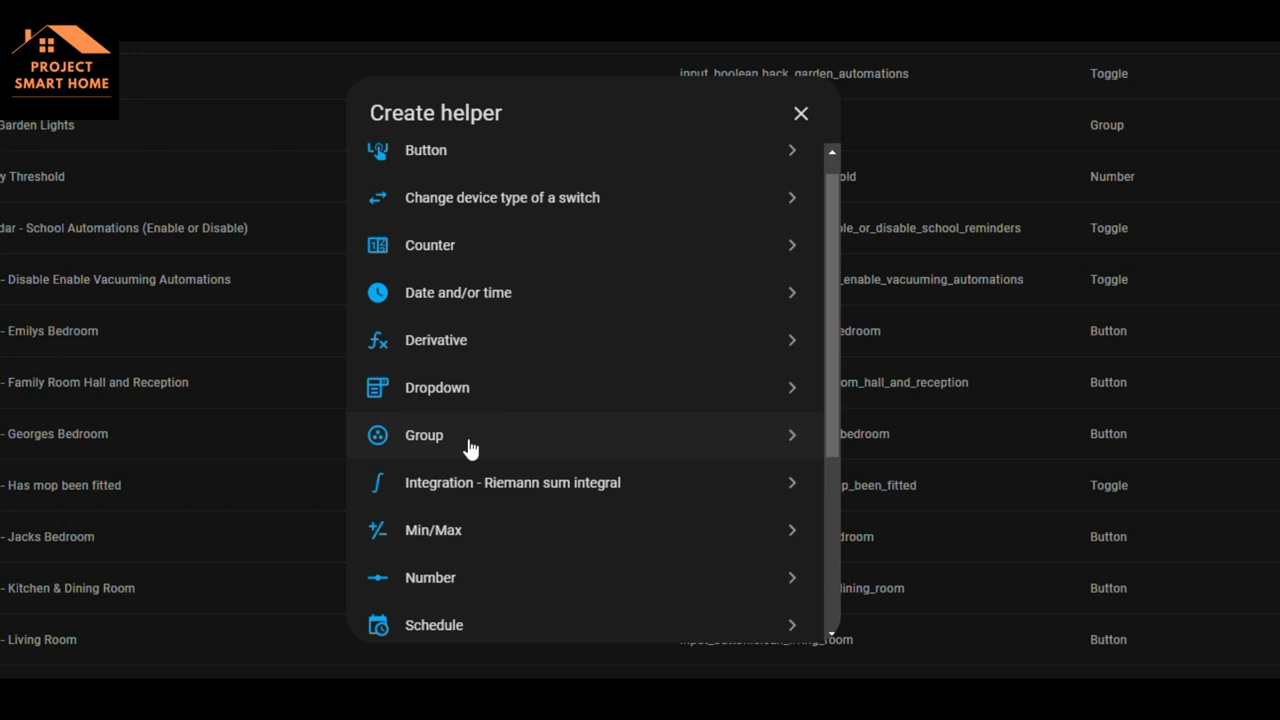 PROJECT
SMART HOME
input_boolean.back_garden_automations Toggle
Create helper
Garden Lights Group
Button
y Threshold old Number
Change device type of a switch
dar - School Automations (Enable or Disable) ble_or_disable_school_reminders Toggle
Counter
- Disable Enable Vacuuming Automations _enable_vacuuming_automations Toggle
Date and/or time
- Emilys Bedroom edroom Button
Derivative
- Family Room Hall and Reception om_hall_and_reception Button
Dropdown
- Georges Bedroom bedroom Button
Group
- Has mop been fitted p_been_fitted Toggle
Integration - Riemann sum integral
- Jacks Bedroom droom Button
Min/Max
- Kitchen & Dining Room lining_room Button
Number
Schedule
- Living Room room Button